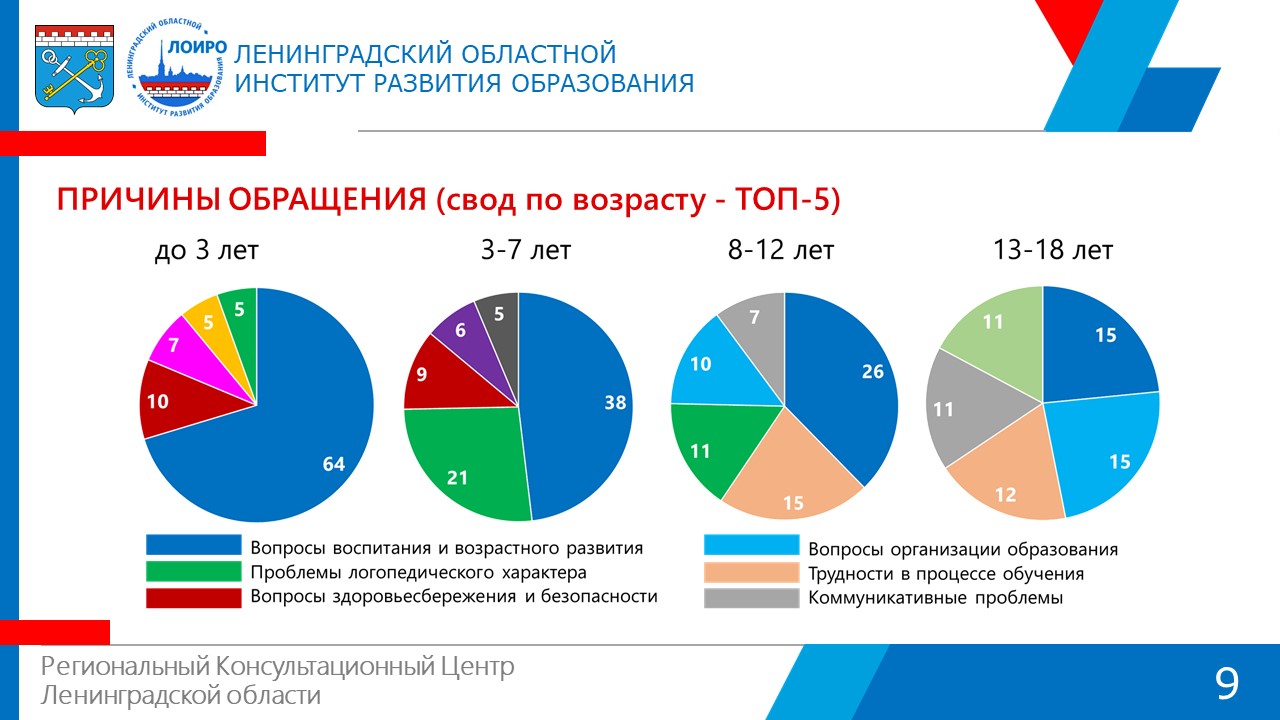 ЛЕНИНГРАДСКИЙ ОБЛАСТНОЙ
ЛОИРО
ИНСТИТУТ РАЗВИТИЯ ОБРАЗОВАНИЯ
ЛЕНИНГРАДСКИЙ ОБЛАСТНОЙ
ИНСТИТУТ РАЗВИТИЯ ОБРАЗОВАНИЯ
ПРИЧИНЫ ОБРАЩЕНИЯ (свод по возрасту - ТОП-5)
до 3 лет
3-7 лет
8-12 лет
13-18 лет
5
5
7
10
64
5
6
9
38
21
7
10
26
11
15
11
15
11
15
12
Вопросы воспитания и возрастного развития
Проблемы логопедического характера
Вопросы здоровьесбережения и безопасности
Вопросы организации образования
Трудности в процессе обучения
Коммуникативные проблемы
Региональный Консультационный Центр
Ленинградской области
9